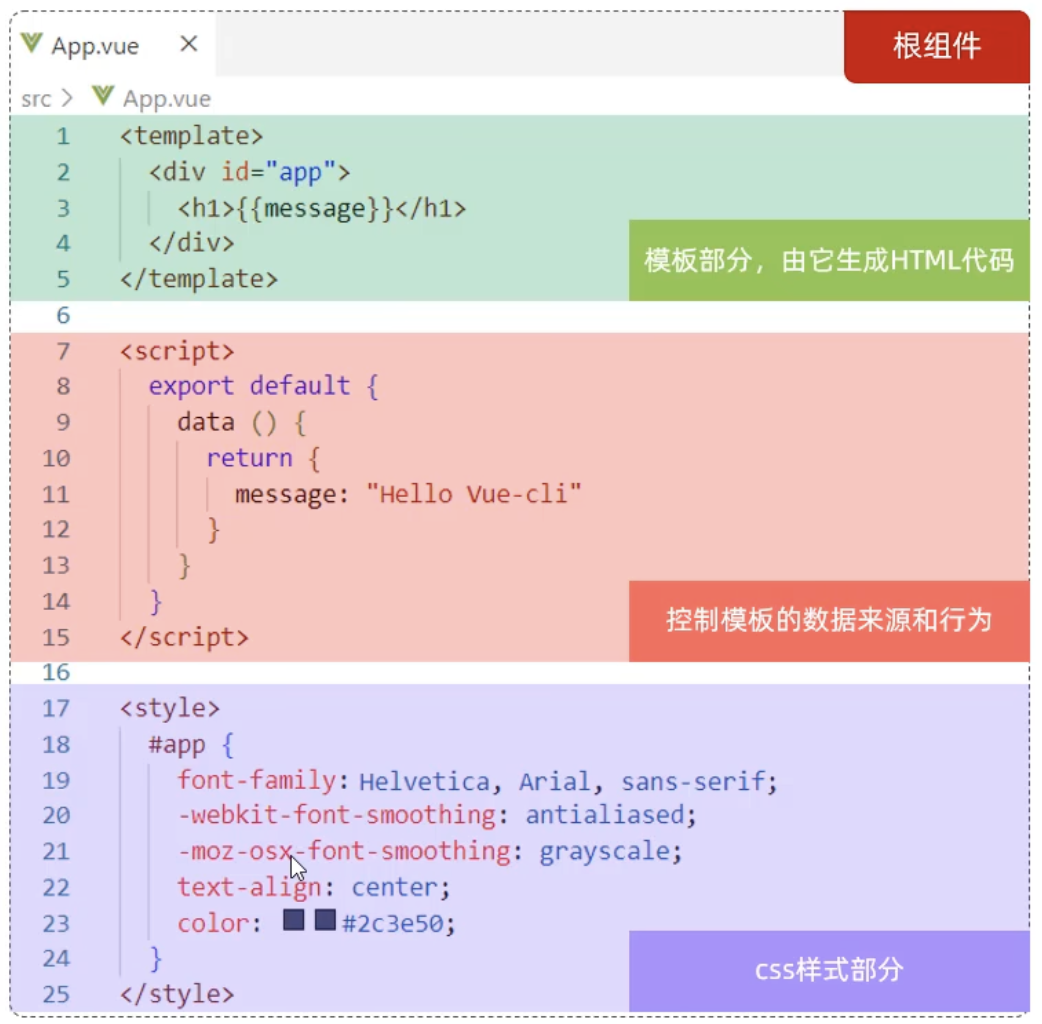 App.vue ×
根组件
src > App.vue
1 <template>
2 <div id="app">
3 <h1>{{message}}</h1>
4 </div>
模板部分，由它生成HTML代码
5 </template>
6
7 <script>
8 export default {
9 data () {
10 return {
11 message: "Hello Vue-cli"
12 }
13 }
14 }
控制模板的数据来源和行为
15 </script>
16
17 <style>
18 #app {
19 font-family: Helvetica, Arial, sans-serif;
20 -webkit-font-smoothing: antialiased;
21 -moz-osx-font-smoothing: grayscale;
22 text-align: center;
23 color: #2c3e50;
24 }
css样式部分
25 </style>